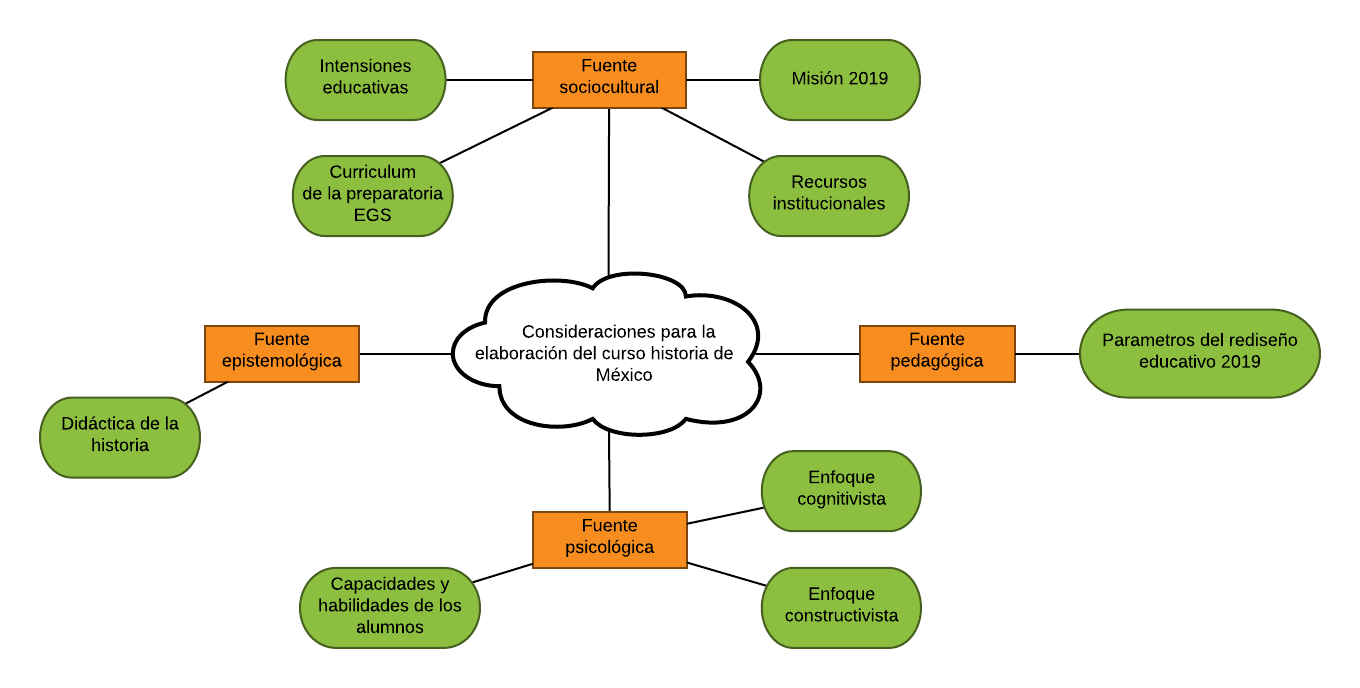 Intensiones
educativas
Fuente
sociocultural
Misión 2019
Curriculum
de la preparatoria
EGS
Recursos
institucionales
Consideraciones para la
elaboración del curso historia de
México
Fuente
epistemológica
Didáctica de la
historia
Fuente
pedagógica
Parametros del rediseño
educativo 2019
Fuente
psicológica
Enfoque
cognitivista
Capacidades y
habilidades de los
alumnos
Enfoque
constructivista